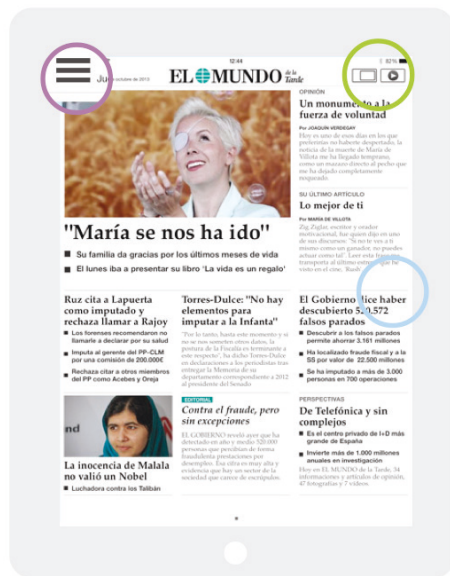 12:44
82%
Ju
octubre de 2013
EL MUNDO de la Tarde
"María se nos ha ido"
Su familia da gracias por los últimos meses de vida
El lunes iba a presentar su libro 'La vida es un regalo'
OPINIÓN
Un monumento a la
fuerza de voluntad
Por JOAQUÍN VERDEGAY
Hoy es uno de esos días en los que
preferirías no haberte despertado, la
noticia de la muerte de María de
Villota me ha llegado temprano,
como un mazazo directo al pecho que
me ha dejado completamente
noqueado.
SU ÚLTIMO ARTÍCULO
Lo mejor de ti
Por MARÍA DE VILLOTA
Zig Ziglar, escritor y orador
motivacional, fue quien dijo en uno
de sus discursos: "Si no te ves a ti
mismo como un ganador, no puedes
actuar como tal". Leer esta frase me
transporta al último estreno que he
visto en el cine, 'Rush'
Ruz cita a Lapuerta
como imputado y
rechaza llamar a Rajoy
Los forenses recomendaron no
llamarle a declarar por su salud
Imputa al gerente del PP-CLM
por una comisión de 200.000€
Rechaza citar a otros miembros
del PP como Acebes y Oreja
Torres-Dulce: "No hay
elementos para
imputar a la Infanta"
"Por lo tanto, hasta este momento y si
no se nos someten otros datos, la
postura de la Fiscalía es terminante a
este respecto", ha dicho Torres-Dulce
en declaraciones a los periodistas tras
entregar la Memoria de su
departamento correspondiente a 2012
al presidente del Senado
El Gobierno dice haber
descubierto 520.572
falsos parados
Descubrir a los falsos parados
permite ahorrar 3.161 millones
Ha localizado fraude fiscal y a la
SS por valor de 22.500 millones
Se ha imputado a más de 3.000
personas en 700 operaciones
nd
La inocencia de Malala
no valió un Nobel
Luchadora contra los Talibán
EDITORIAL
Contra el fraude, pero
sin excepciones
EL GOBIERNO reveló ayer que ha
detectado en año y medio 520.000
personas que percibían de forma
fraudulenta prestaciones por
desempleo. Esa cifra es muy alta y
evidencia que hay un sector de la
sociedad que carece de escrúpulos:
PERSPECTIVAS
De Telefónica y sin
complejos
Es el centro privado de I+D más
grande de España
Invierte más de 1.000 millones
anuales en investigación
Hoy en EL MUNDO de la Tarde, 34
informaciones y artículos de opinión,
47 fotografías y 7 vídeos.